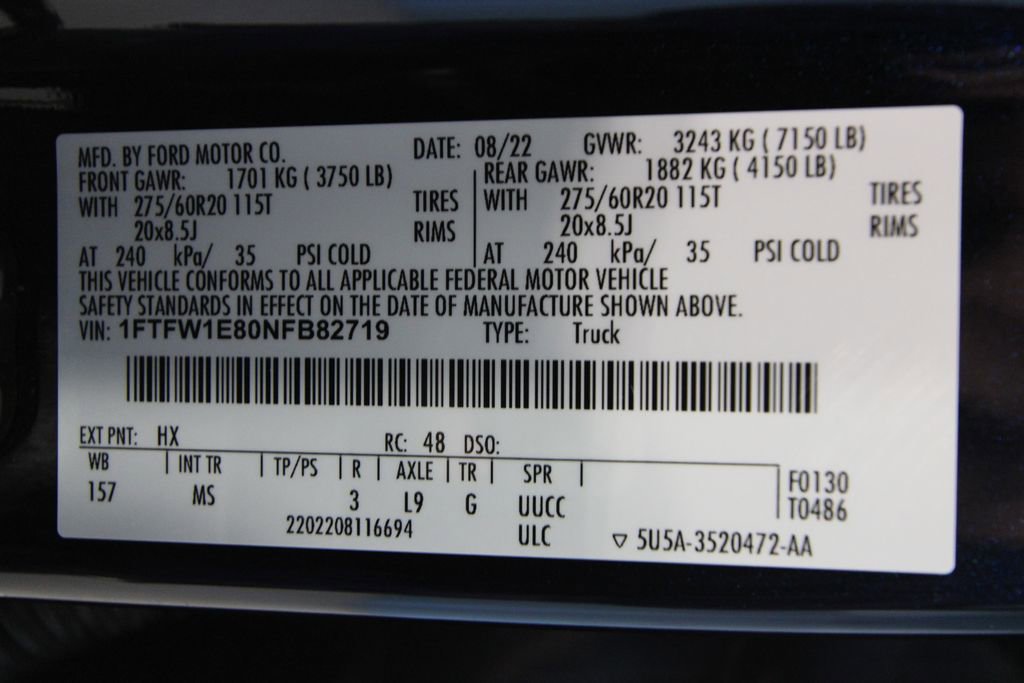 MFD. BY FORD MOTOR CO. DATE: 08/22 GVWR: 3243 KG ( 7150 LB)
FRONT GAWR: 1701 KG ( 3750 LB) REAR GAWR: 1882 KG ( 4150 LB)
WITH 275/60R20 115T TIRES WITH 275/60R20 115T TIRES
20x8.5J RIMS 20x8.5J RIMS
AT 240 kPa/ 35 PSI COLD AT 240 kPa/ 35 PSI COLD
THIS VEHICLE CONFORMS TO ALL APPLICABLE FEDERAL MOTOR VEHICLE
SAFETY STANDARDS IN EFFECT ON THE DATE OF MANUFACTURE SHOWN ABOVE.
VIN: 1FTFW1E80NFB82719 TYPE: Truck
EXT PNT: HX RC: 48 DSO:
WB INT TR TP/PS R AXLE TR SPR F0130
157 MS 3 L9 G UUCC T0486
2202208116694 ULC ▽ 5U5A-3520472-AA